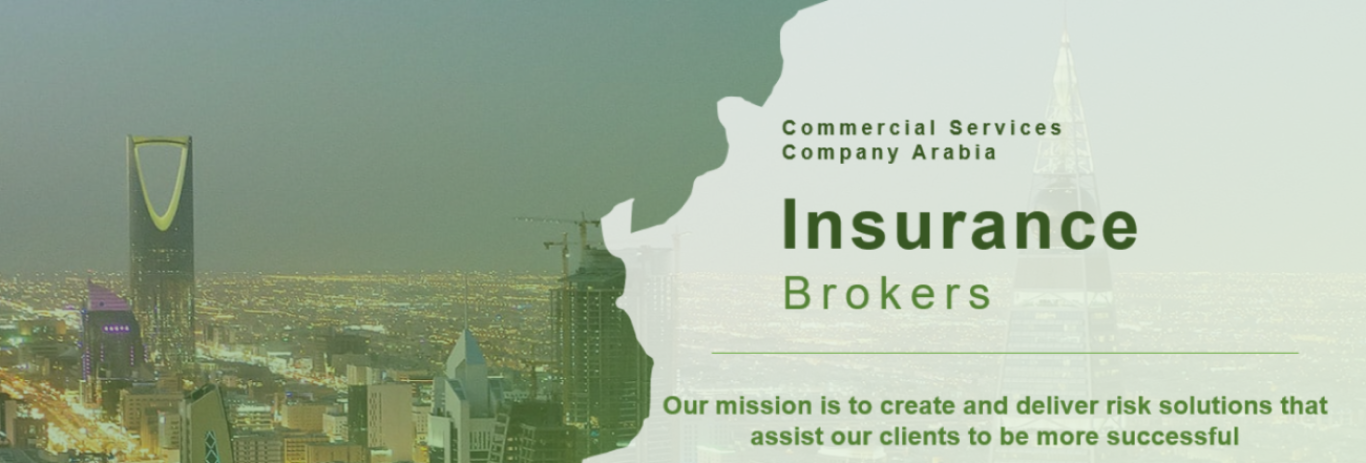 Commercial Services
Company Arabia
Insurance
Brokers
Our mission is to create and deliver risk solutions that
assist our clients to be more successful